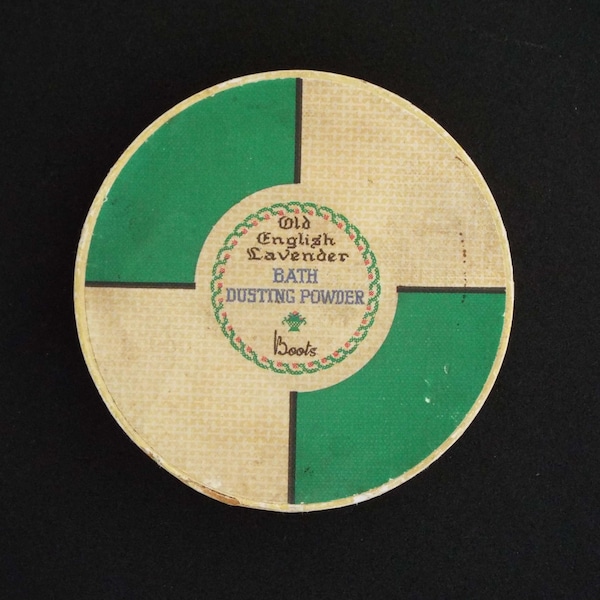 Old
English
Lavender
BATH
DUSTING POWDER
Boots